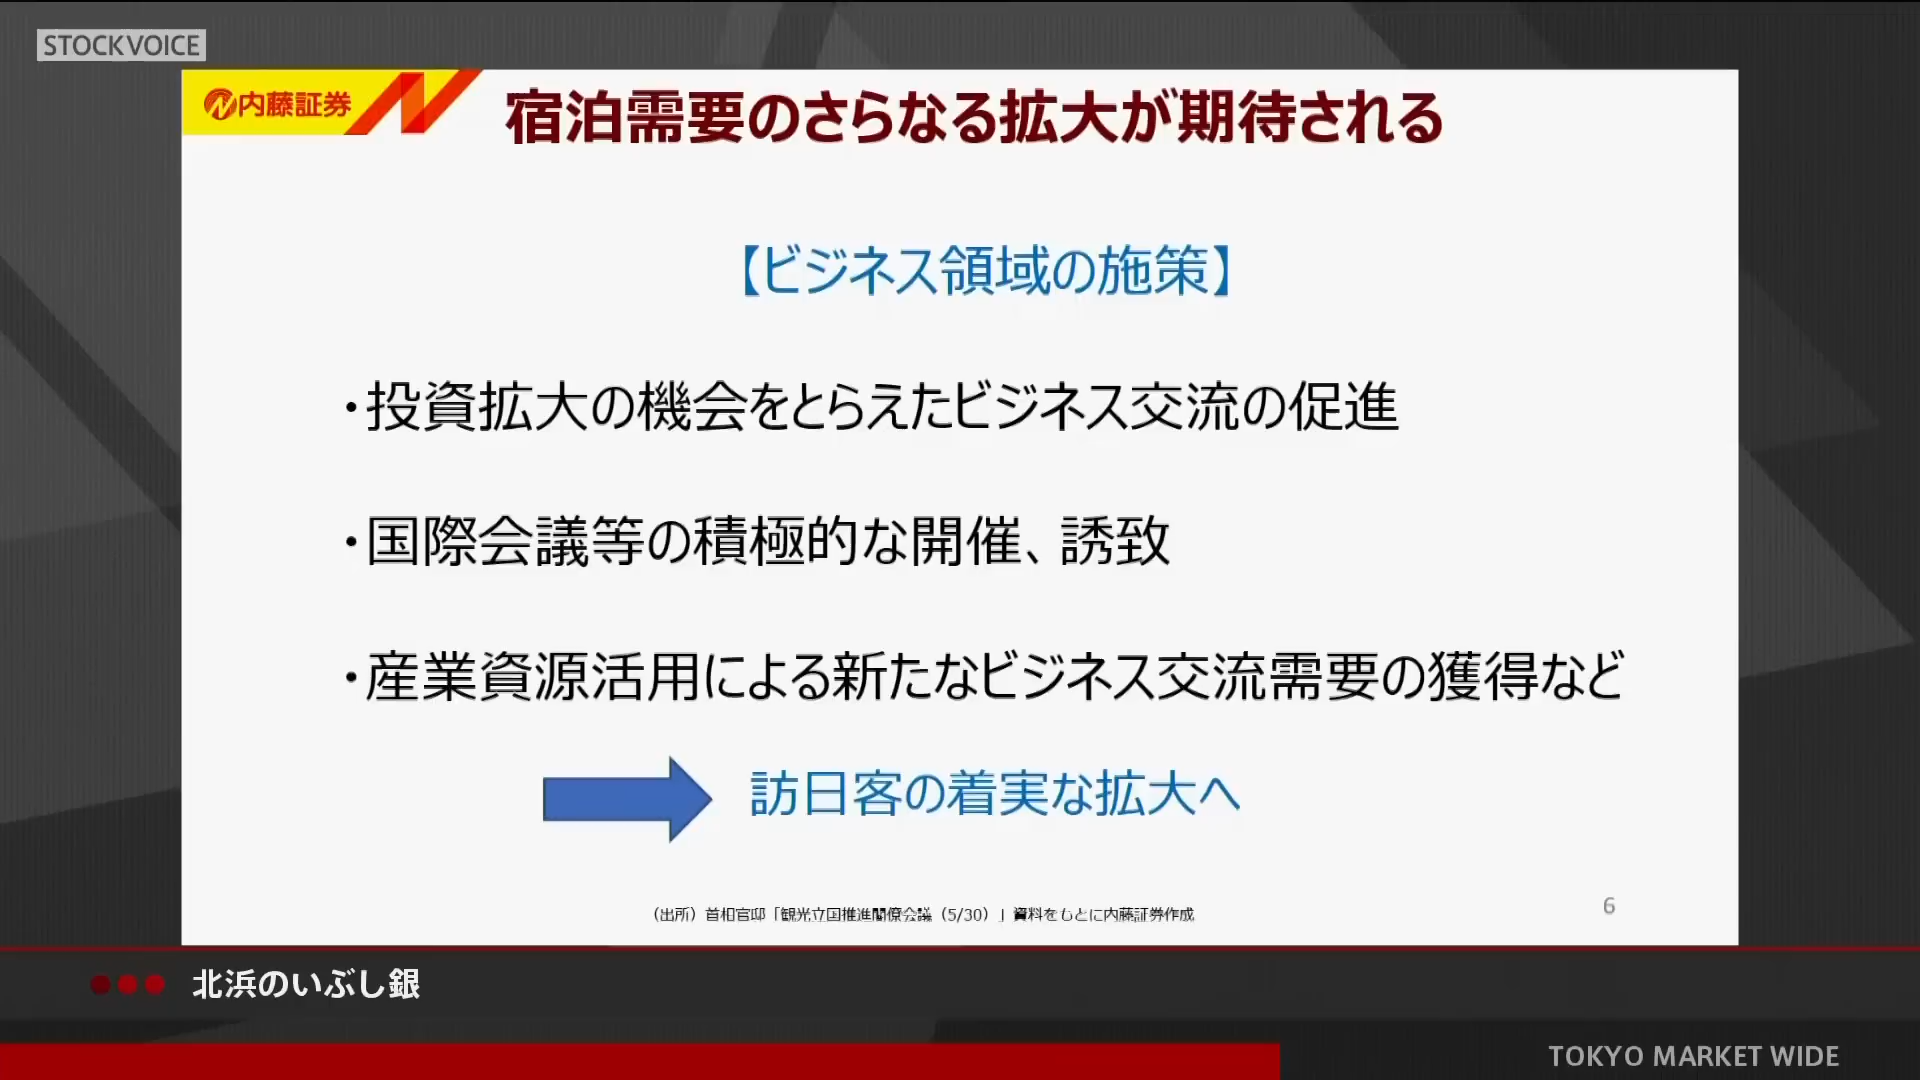 STOCKVOICE
内藤証券
宿泊需要のさらなる拡大が期待される
【ビジネス領域の施策】
・投資拡大の機会をとらえたビジネス交流の促進
・国際会議等の積極的な開催、誘致
・産業資源活用による新たなビジネス交流需要の獲得など
訪日客の着実な拡大へ
（出所）首相官邸「観光立国推進閣僚会議（5/30）」資料をもとに内藤証券作成
6
北浜のいぶし銀
TOKYO MARKET WIDE